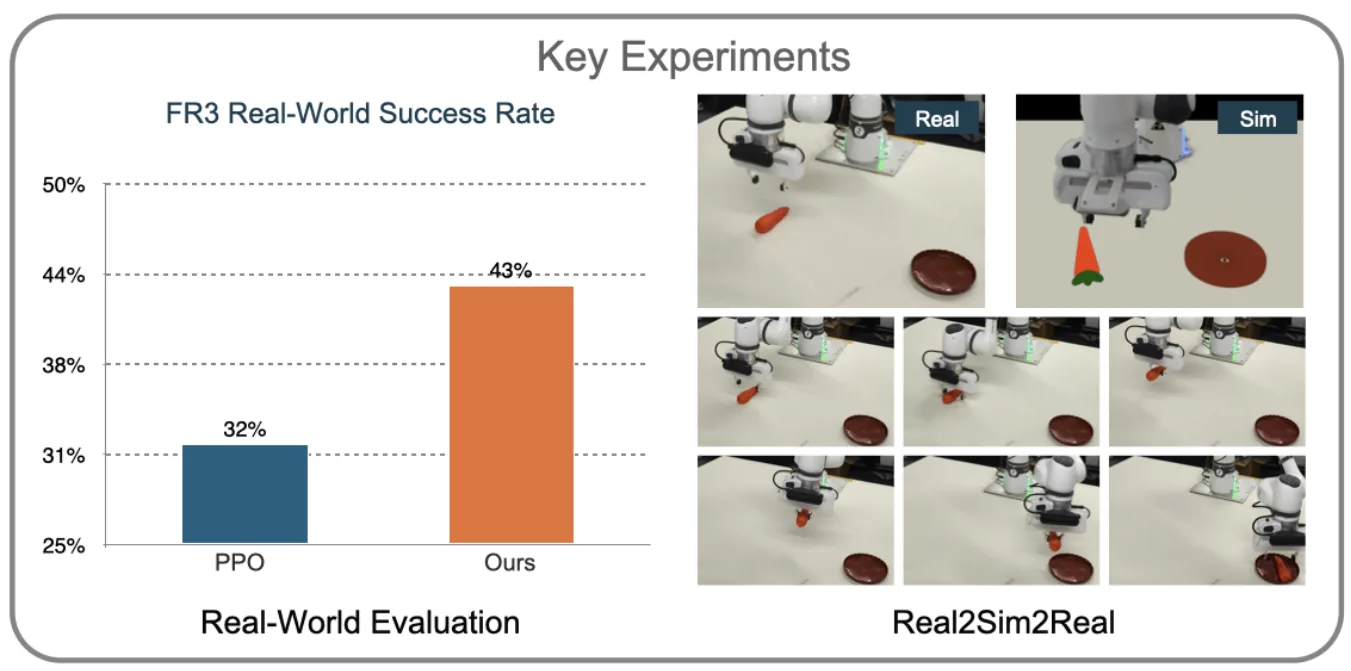 Key Experiments
FR3 Real-World Success Rate
50%
44%
38%
31%
25%
32%
43%
PPO
Ours
Real-World Evaluation
Real
Sim
Real2Sim2Real